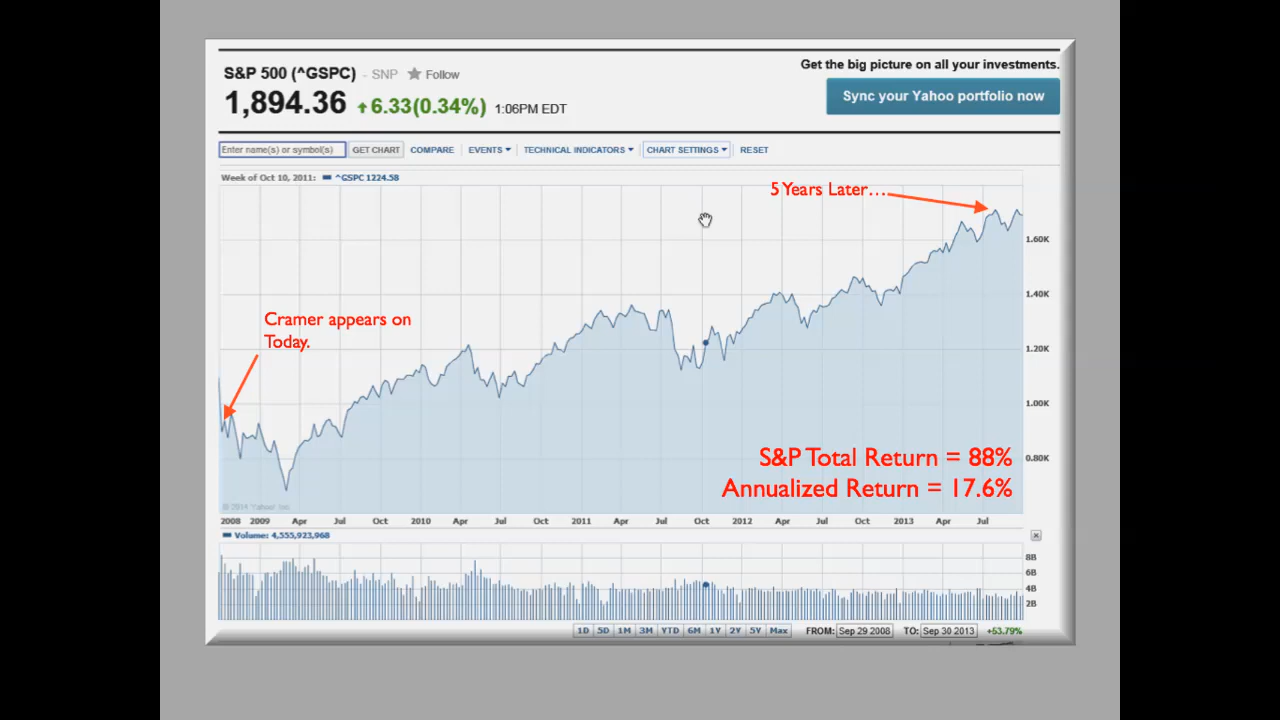 S&P 500 (^GSPC) - SNP ★ Follow
Get the big picture on all your investments.
1,894.36 ↑6.33(0.34%) 1:06PM EDT
Sync your Yahoo portfolio now
Enter name(s) or symbol(s) GET CHART COMPARE EVENTS TECHNICAL INDICATORS CHART SETTINGS RESET
Week of Oct 10, 2011: ^GSPC 1224.58
5 Years Later…
1.60K
1.40K
Cramer appears on
Today.
1.20K
1.00K
S&P Total Return = 88%
0.80K
Annualized Return = 17.6%
© 2014 Yahoo! Inc.
2008 2009 Apr Jul Oct 2010 Apr Jul Oct 2011 Apr Jul Oct 2012 Apr Jul Oct 2013 Apr Jul
Volume: 4,555,923,968
8B
6B
4B
2B
1D 5D 1M 3M YTD 6M 1Y 2Y 5Y Max FROM: Sep 29 2008 TO: Sep 30 2013 +53.79%